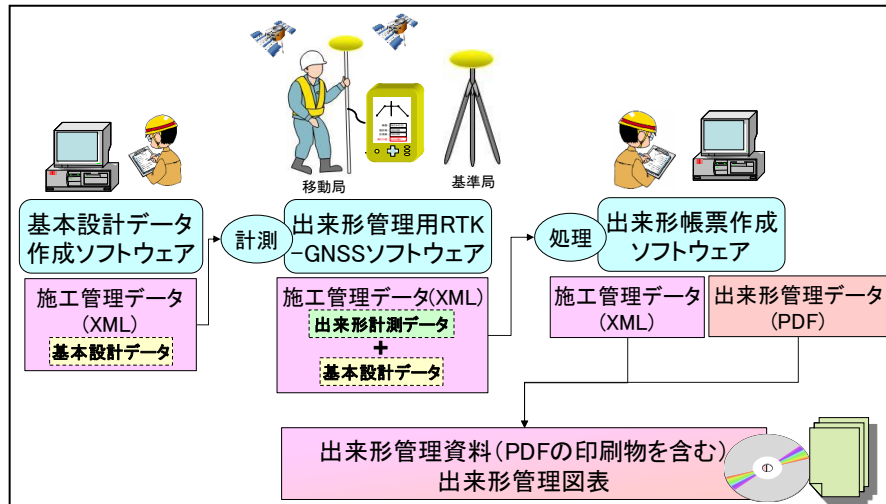 移動局
基準局
基本設計データ
作成ソフトウェア
計測
出来形管理用RTK
-GNSSソフトウェア
処理
出来形帳票作成
ソフトウェア
施工管理データ
(XML)
基本設計データ
施工管理データ(XML)
出来形計測データ
+
基本設計データ
施工管理データ
(XML)
出来形管理データ
(PDF)
出来形管理資料(PDFの印刷物を含む)
出来形管理図表